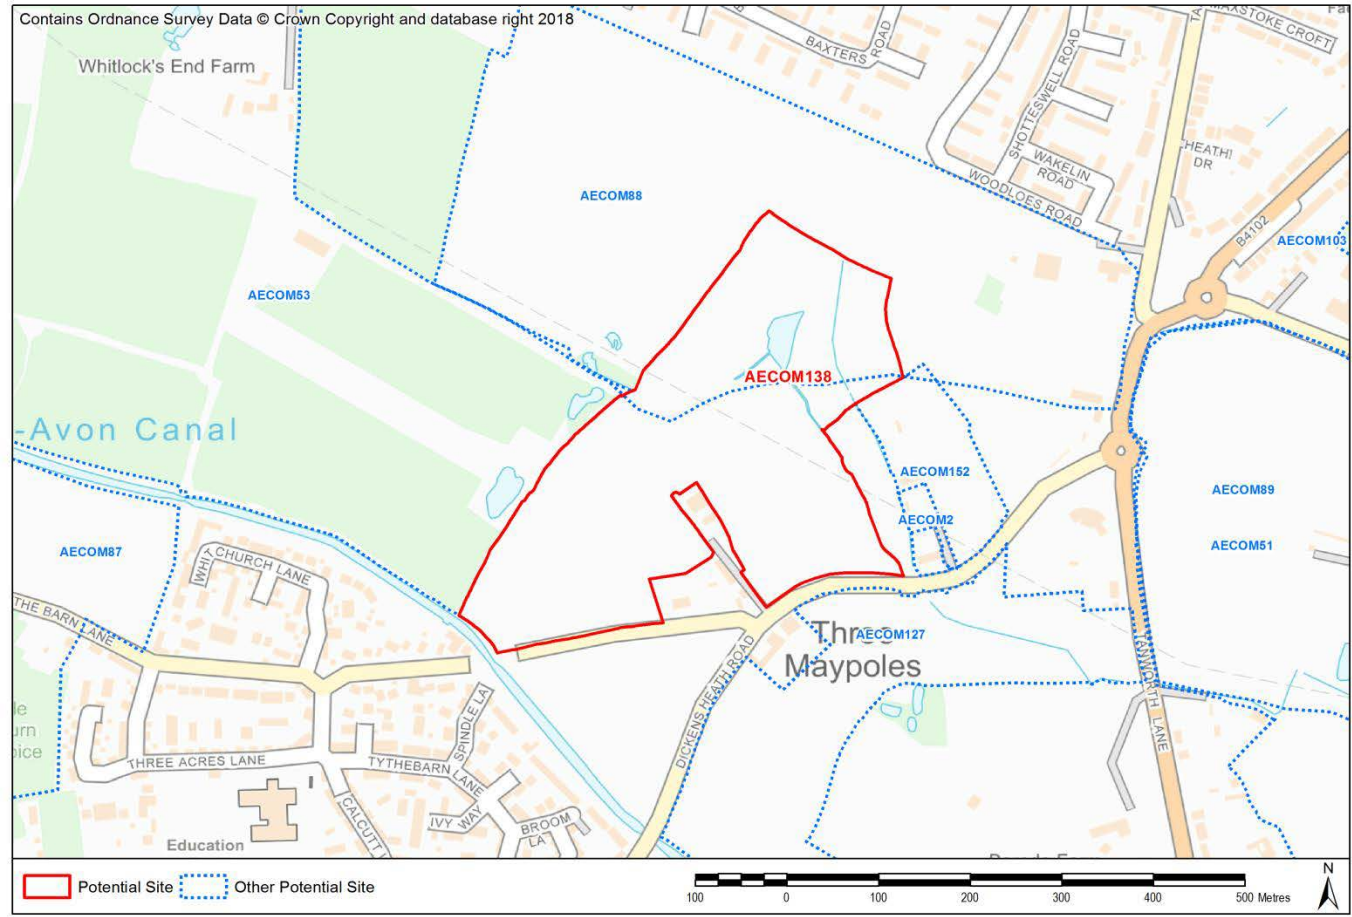 Contains Ordnance Survey Data © Crown Copyright and database right 2018
MAXSTOKE CROFT
BAXTERS ROAD
Whitlock's End Farm
SHOTTESWELL ROAD
HEATH
DR
WAKELIN
ROAD
WOODLOES ROAD
AECOM88
B4102
AECOM103
AECOM53
AECOM138
-Avon Canal
AECOM152
AECOM89
AECOM2
AECOM51
AECOM87
WHIT
CHURCH LANE
THE BARN LANE
Three
AECOM127
Maypoles
DICKENS HEATH ROAD
TANWORTH LANE
SPINDLE LA
THREE ACRES LANE
TYTHEBARN LANE
CALCUTT
IVY WAY
BROOM
LA
Education
Potential Site
Other Potential Site
100 0 100 200 300 400 500 Metres
N